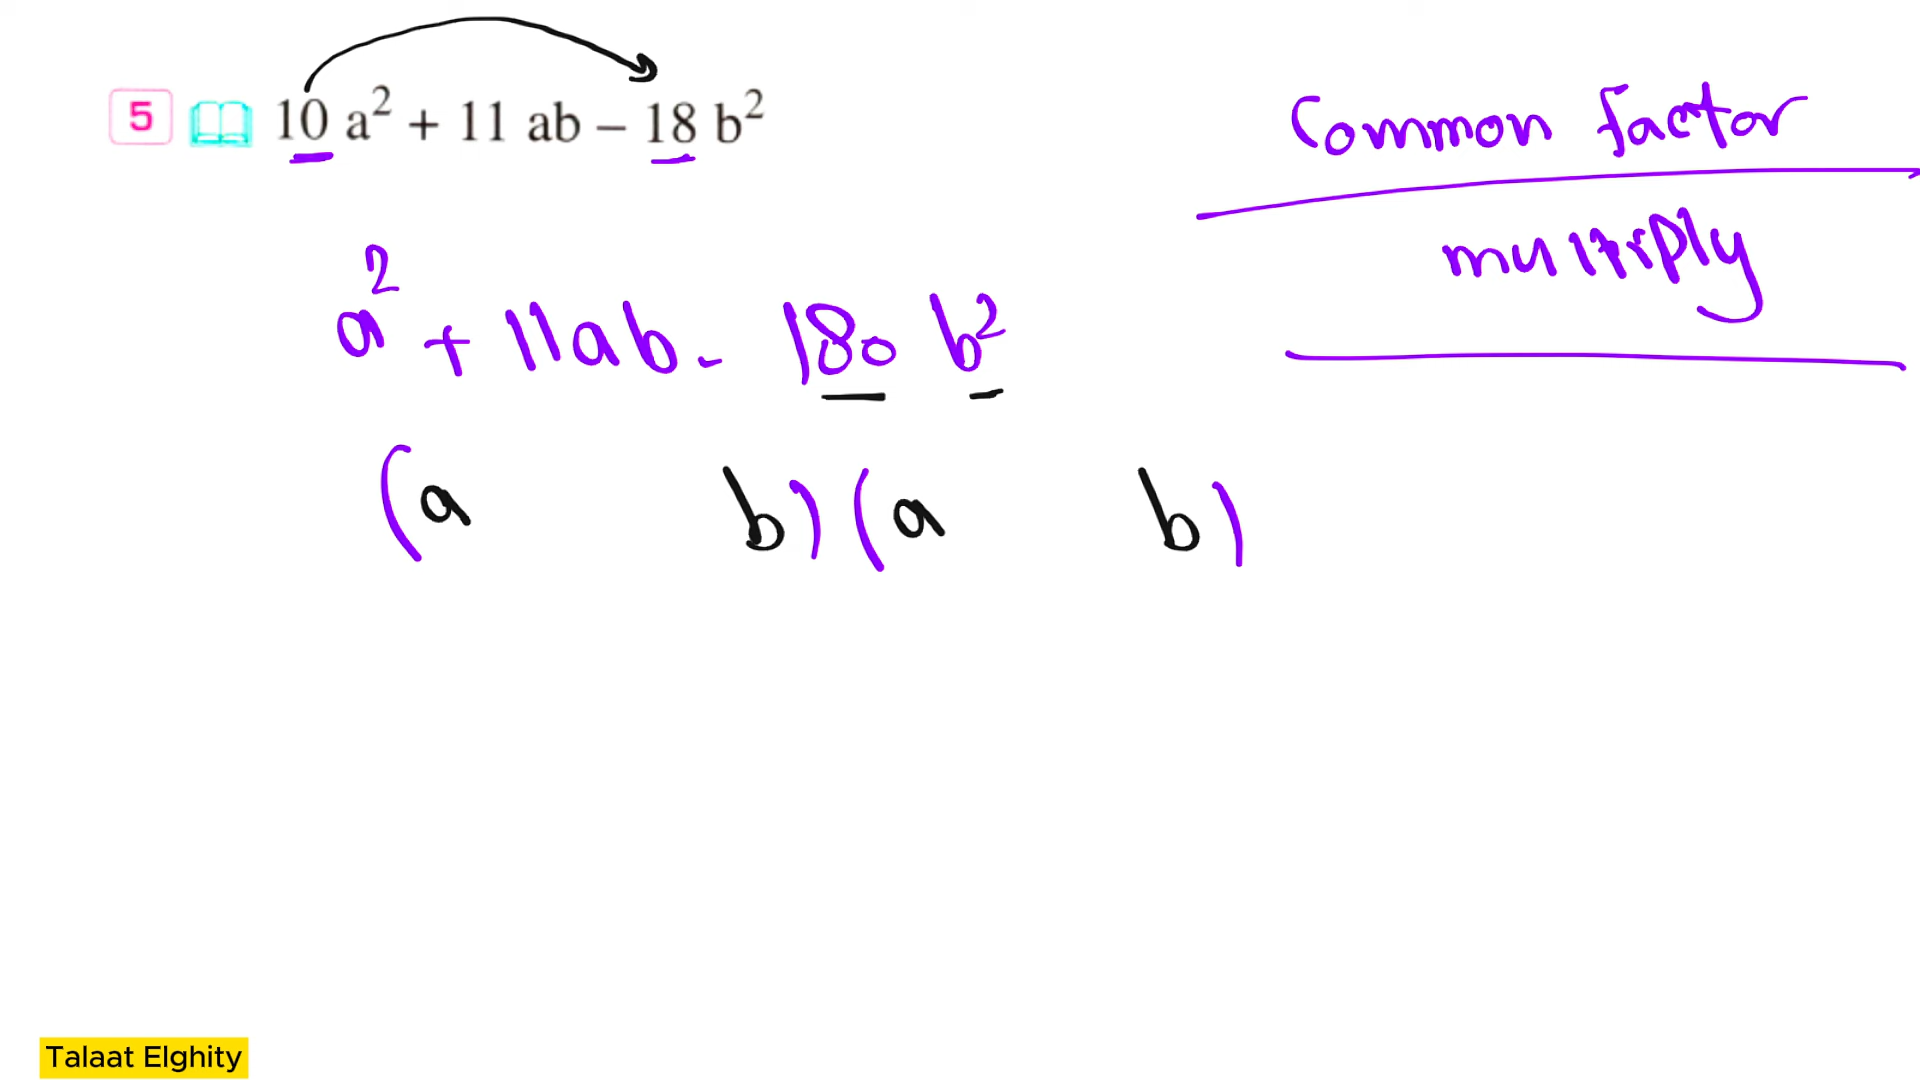 5 10 a² + 11 ab – 18 b²
Common factor
multiply
a² + 11ab - 180 b²
(a b)(a b)
Talaat Elghity